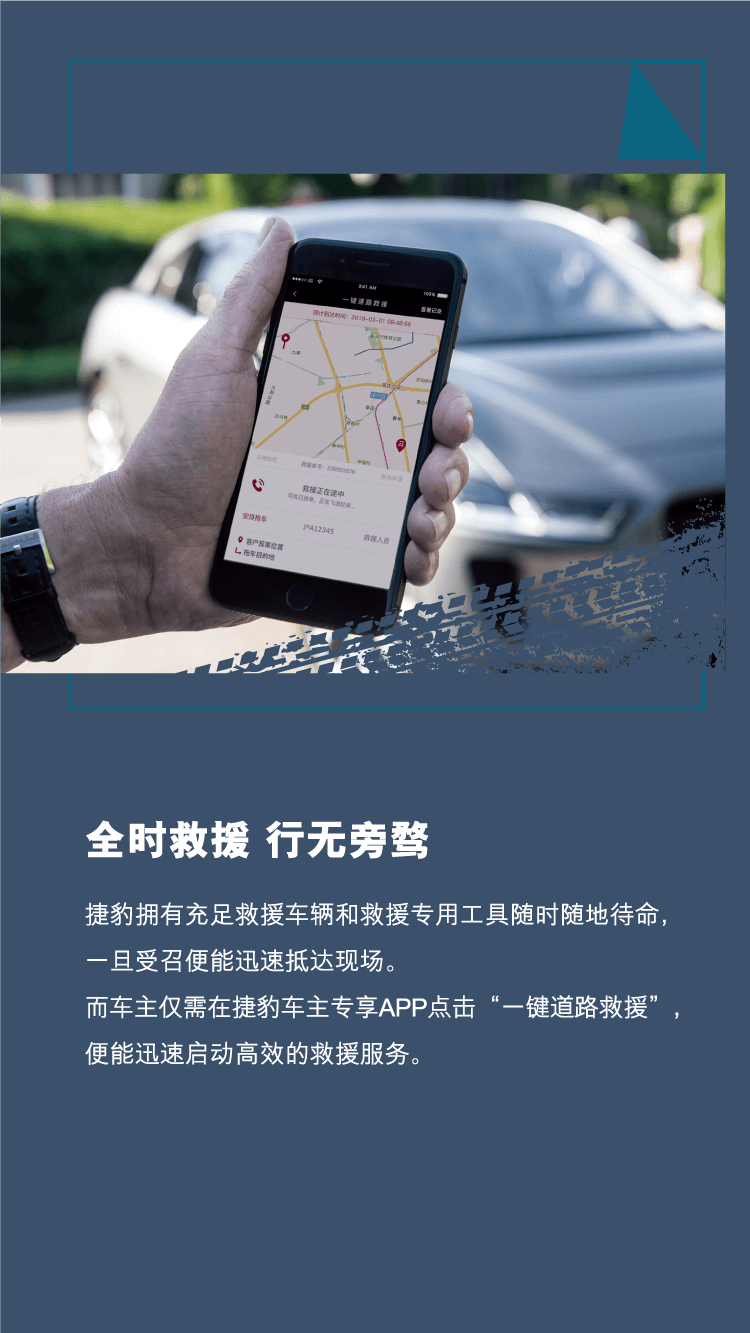 9:41 AM
100%
一键道路救援
查看记录
预计到达时间：2018-03-01 09:48:56
九亭
救援单号：200023576
救援正在途中
安排拖车
沪A12345
救援人员
客户报案位置
拖车目的地
全时救援 行无旁骛
捷豹拥有充足救援车辆和救援专用工具随时随地待命，
一旦受召便能迅速抵达现场。
而车主仅需在捷豹车主专享APP点击“一键道路救援”，
便能迅速启动高效的救援服务。